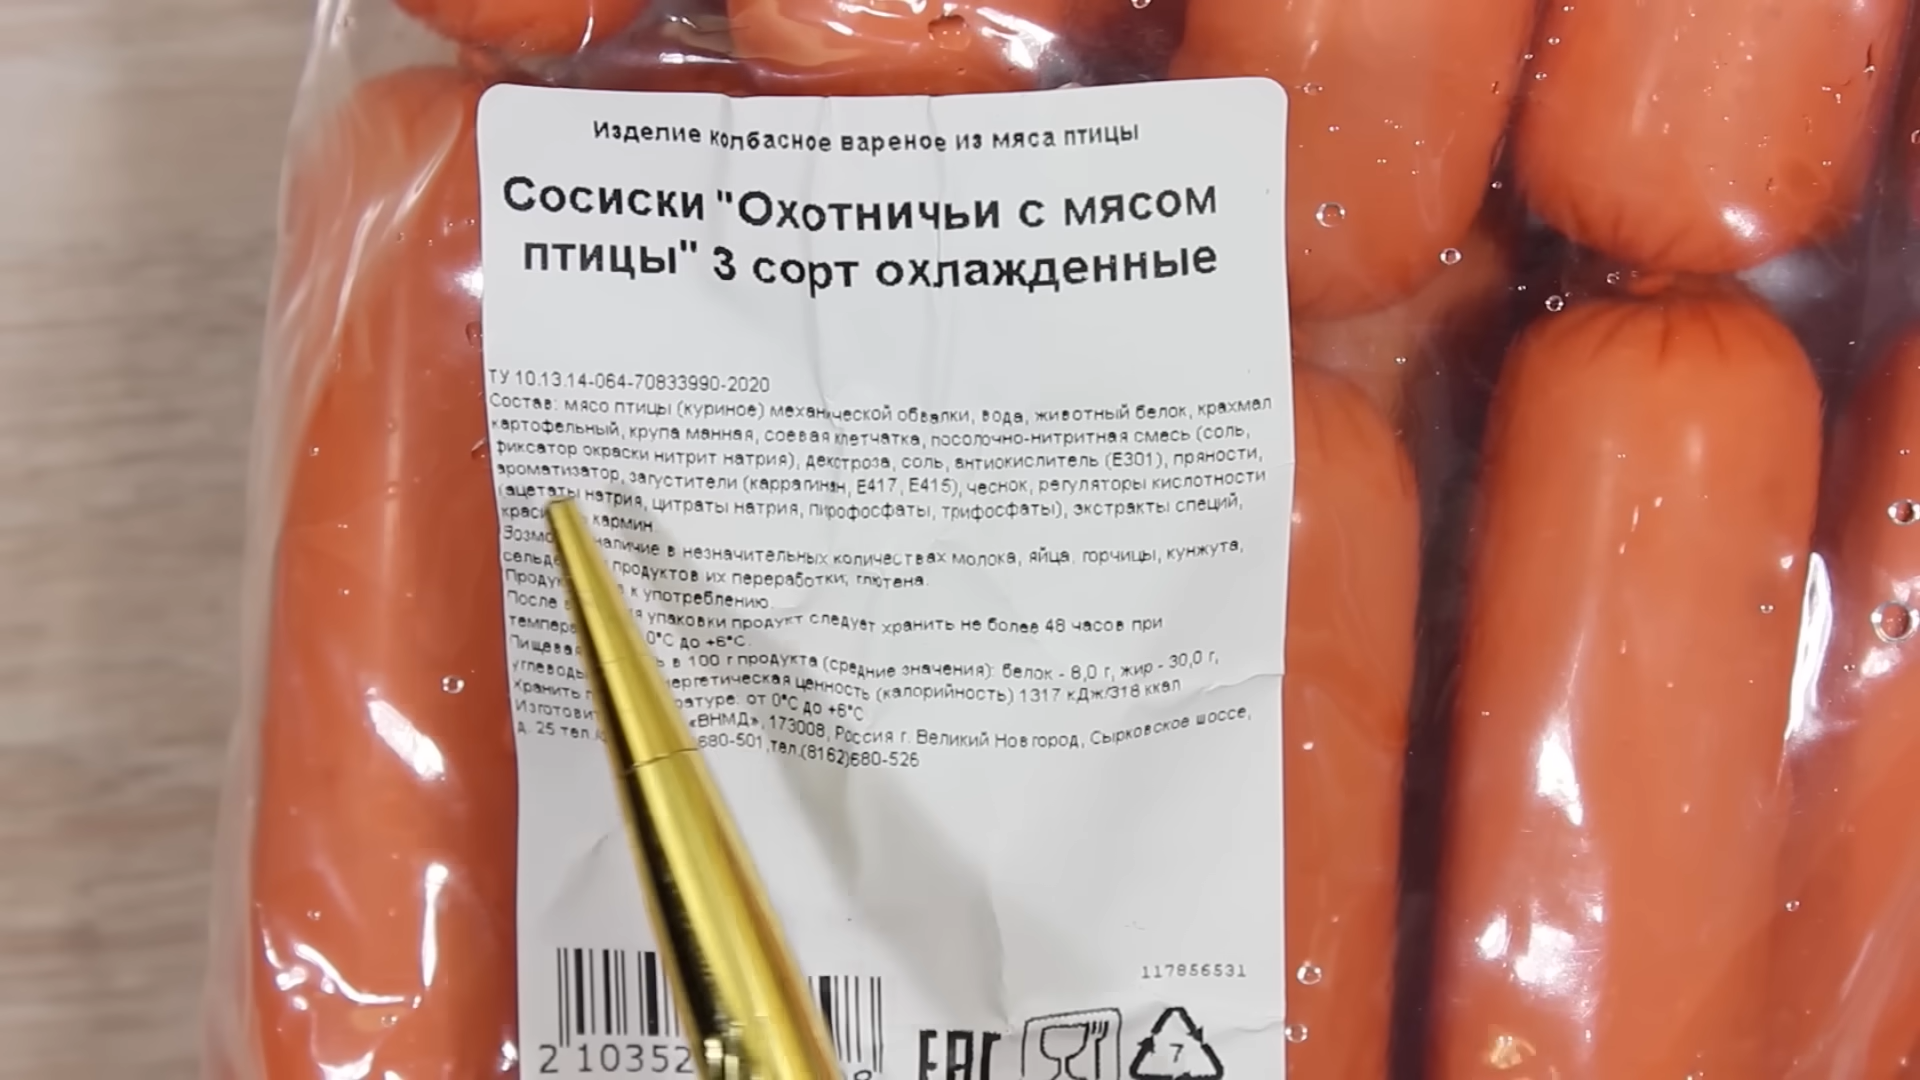 Изделие колбасное вареное из мяса птицы
Сосиски "Охотничьи с мясом
птицы" 3 сорт охлажденные
ТУ 10.13.14-064-70833990-2020
Состав: мясо птицы (куриное) механической обвалки, вода, животный белок, крахмал
картофельный, крупа манная, соевая клетчатка, посолочно-нитритная смесь (соль,
фиксатор окраски нитрит натрия), декстроза, соль, антиокислитель (Е301), пряности,
ароматизатор, загустители (каррагинан, Е417, Е415), чеснок, регуляторы кислотности
(ацетаты натрия, цитраты натрия, пирофосфаты, трифосфаты), экстракты специй,
кармин.
наличие в незначительных количествах молока, яйца, горчицы, кунжута,
продуктов их переработки, глютена.
к употреблению.
После упаковки продукт следует хранить не более 48 часов при
0°С до +6°С.
в 100 г продукта (средние значения): белок - 8,0 г, жир - 30,0 г,
ценность (калорийность) 1317 кДж/318 ккал
Хранить от 0°С до +6°С
«ВНМД», 173008, Россия г. Великий Новгород, Сырковское шоссе,
д. 25 тел. 680-501,тел.(8162)680-526
117856531
2 10352
EAC
7